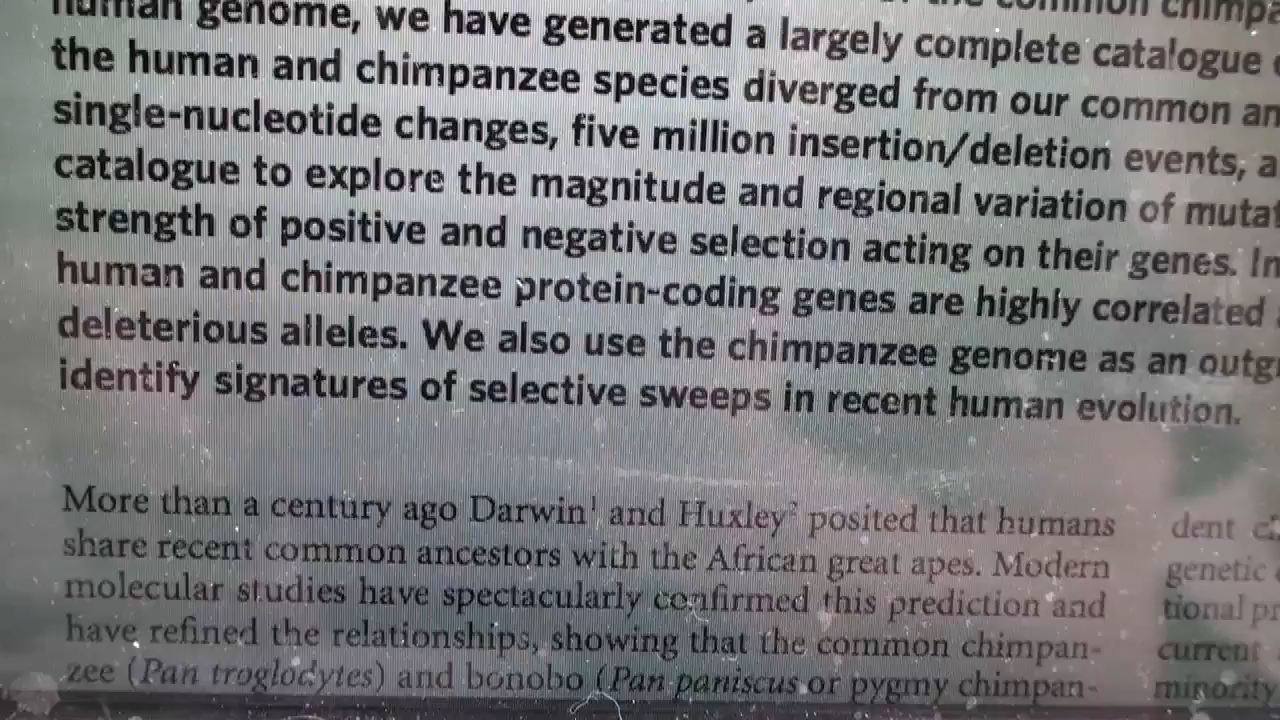 human genome, we have generated a largely complete catalogue
the human and chimpanzee species diverged from our common
single-nucleotide changes, five million insertion/deletion events,
catalogue to explore the magnitude and regional variation of
strength of positive and negative selection acting on their genes. In
human and chimpanzee protein-coding genes are highly correlated
deleterious alleles. We also use the chimpanzee genome as an
identify signatures of selective sweeps in recent human evolution.
More than a century ago Darwin¹ and Huxley² posited that humans
share recent common ancestors with the African great apes. Modern
molecular studies have spectacularly confirmed this prediction and
have refined the relationships, showing that the common chimpan-
zee (Pan troglodytes) and bonobo (Pan paniscus or pygmy chimpan-
dent
genetic
tional
current
minority